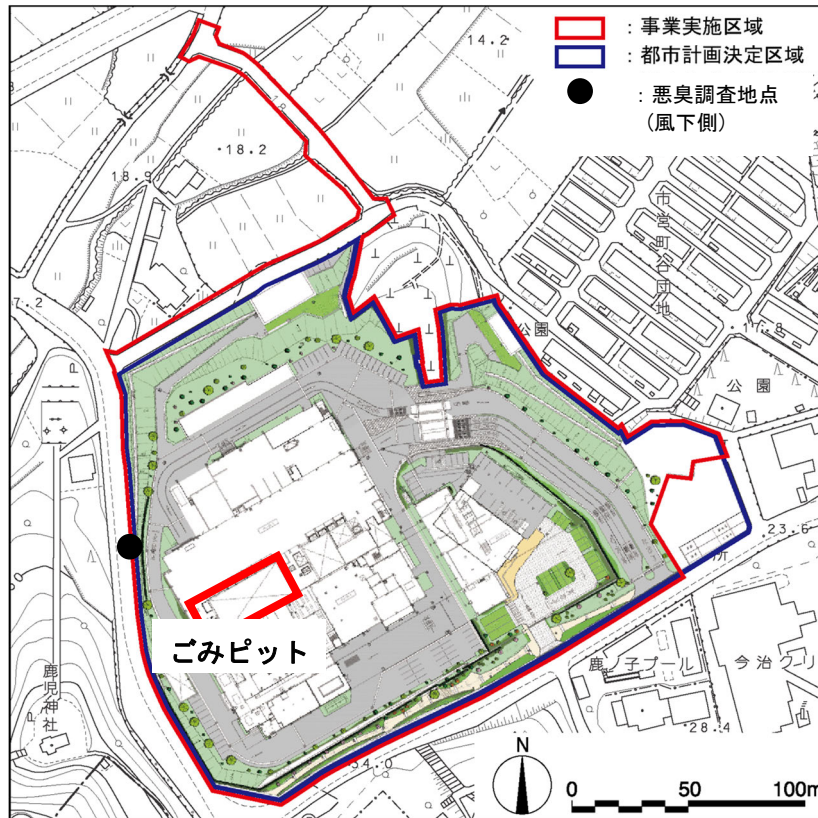 ：事業実施区域
：都市計画決定区域
：悪臭調査地点
(風下側)
14.2
18.2
18.9
17.2
市営町谷団地
公園
17.8
公園
23.6
所
ごみピット
鹿児神社
鹿ノ子プール
今治クリ
28.4
34.0
N
0 50 100m